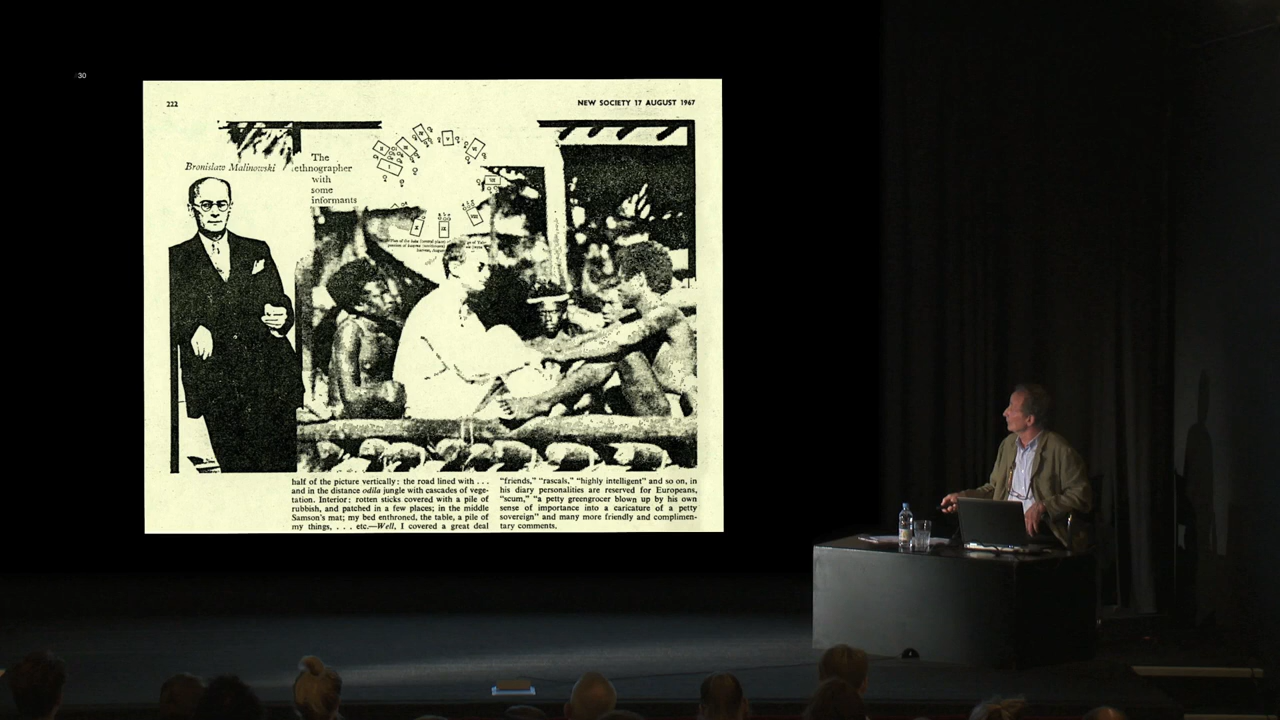 30
222
NEW SOCIETY 17 AUGUST 1967
Bronislaw Malinowski
The
ethnographer
with
some
informants
half of the picture vertically: the road lined with . . .
and in the distance odila jungle with cascades of vege-
tation. Interior: rotten sticks covered with a pile of
rubbish, and patched in a few places; in the middle
Samson's mat; my bed enthroned, the table, a pile of
my things, . . . etc.—Well, I covered a great deal
"friends," "rascals," "highly intelligent" and so on, in
his diary personalities are reserved for Europeans,
"scum," "a petty greengrocer blown up by his own
sense of importance into a caricature of a petty
sovereign" and many more friendly and complimen-
tary comments.